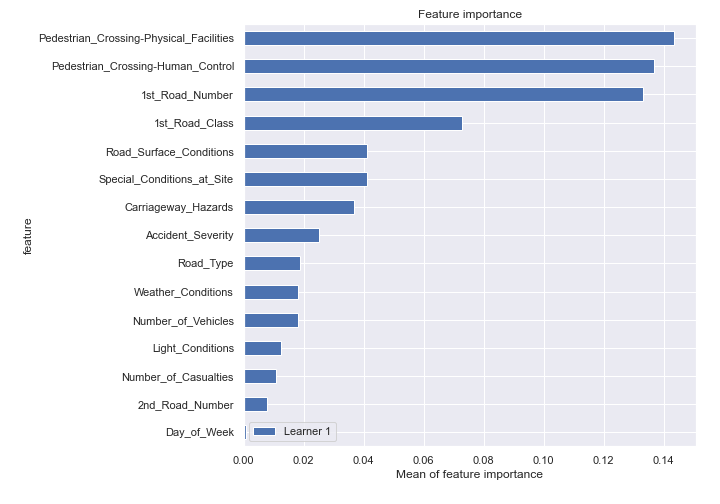 Feature importance
Pedestrian_Crossing-Physical_Facilities
Pedestrian_Crossing-Human_Control
1st_Road_Number
1st_Road_Class
Road_Surface_Conditions
Special_Conditions_at_Site
Carriageway_Hazards
Accident_Severity
Road_Type
Weather_Conditions
Number_of_Vehicles
Light_Conditions
Number_of_Casualties
2nd_Road_Number
Day_of_Week
feature
Learner 1
0.00 0.02 0.04 0.06 0.08 0.10 0.12 0.14
Mean of feature importance